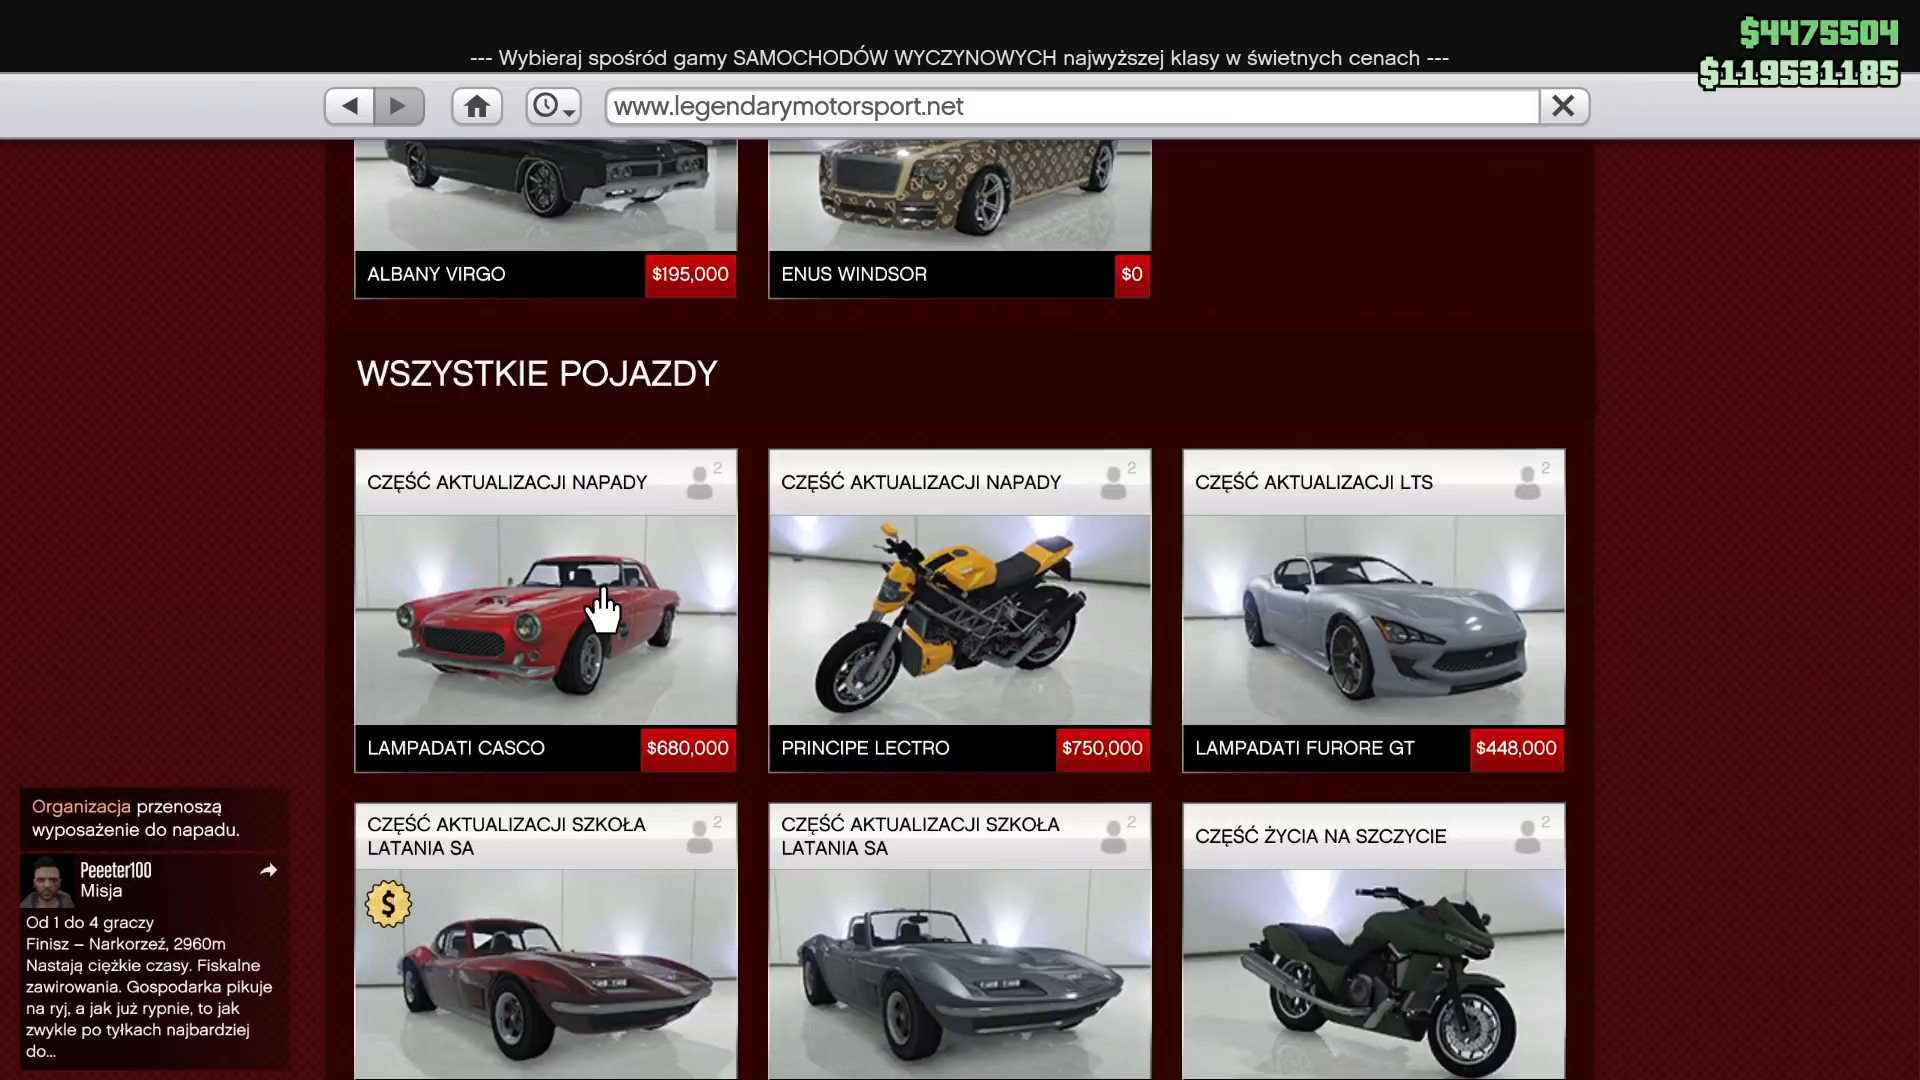 $4475504
--- Wybieraj spośród gamy SAMOCHODÓW WYCZYNOWYCH najwyższej klasy w świetnych cenach ---
$119531185
www.legendarymotorsport.net
ALBANY VIRGO
$195,000
ENUS WINDSOR
$0
WSZYSTKIE POJAZDY
CZĘŚĆ AKTUALIZACJI NAPADY
2
CZĘŚĆ AKTUALIZACJI NAPADY
2
CZĘŚĆ AKTUALIZACJI LTS
2
LAMPADATI CASCO
$680,000
PRINCIPE LECTRO
$750,000
LAMPADATI FURORE GT
$448,000
CZĘŚĆ AKTUALIZACJI SZKOŁA
LATANIA SA
2
CZĘŚĆ AKTUALIZACJI SZKOŁA
LATANIA SA
2
CZĘŚĆ ŻYCIA NA SZCZYCIE
2
$
Organizacja przenoszą
wyposażenie do napadu.
Peeeter100
Misja
Od 1 do 4 graczy
Finisz – Narkorzeź, 2960m
Nastają ciężkie czasy. Fiskalne
zawirowania. Gospodarka pikuje
na ryj, a jak już rypnie, to jak
zwykle po tyłkach najbardziej
do...